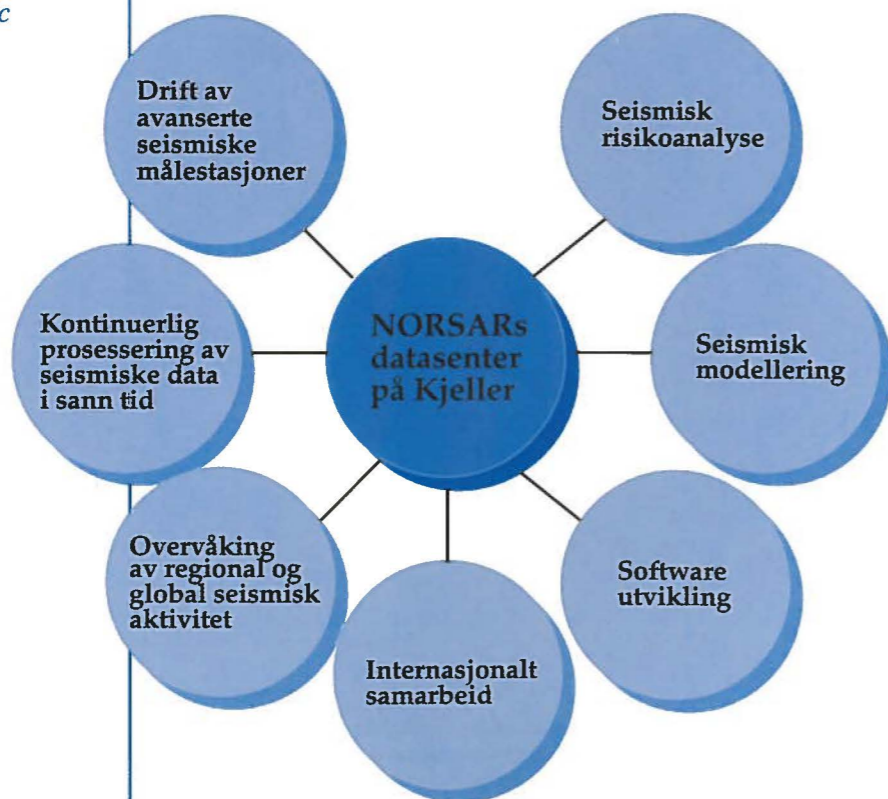 c
Drift av
avanserte
seismiske
målestasjoner
Seismisk
risikoanalyse
Kontinuerlig
prosessering av
seismiske data
i sann tid
NORSARs
datasenter
på Kjeller
Seismisk
modellering
Overvåking
av regional og
global seismisk
aktivitet
Software
utvikling
Internasjonalt
samarbeid